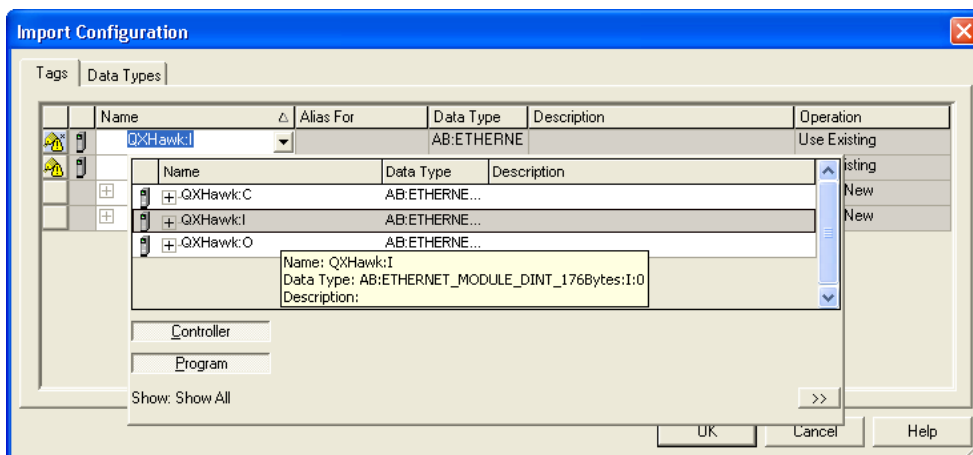 Import Configuration
Tags
Data Types
Name
Alias For
Data Type
Description
Operation
QXHawk:I
AB:ETHERNE
Use Existing
isting
New
New
Name
Data Type
Description
QXHawk:C
AB:ETHERNE...
QXHawk:I
AB:ETHERNE...
QXHawk:O
AB:ETHERNE...
Name: QXHawk:I
Data Type: AB:ETHERNET_MODULE_DINT_176Bytes:I:0
Description:
Controller
Program
Show: Show All
>>
OK
Cancel
Help